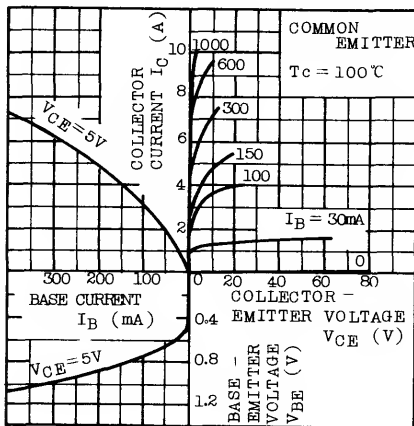 COLLECTOR
CURRENT IC (A)
COMMON
EMITTER
Tc = 100℃
10
8
6
4
2
1000
600
300
150
100
IB = 30mA
0
VCE = 5V
300 200 100 0 20 40 60 80
BASE CURRENT
IB (mA)
COLLECTOR -
EMITTER VOLTAGE
VCE (V)
0.4
0.8
1.2
VCE = 5V
BASE -
EMITTER
VOLTAGE
VBE (V)